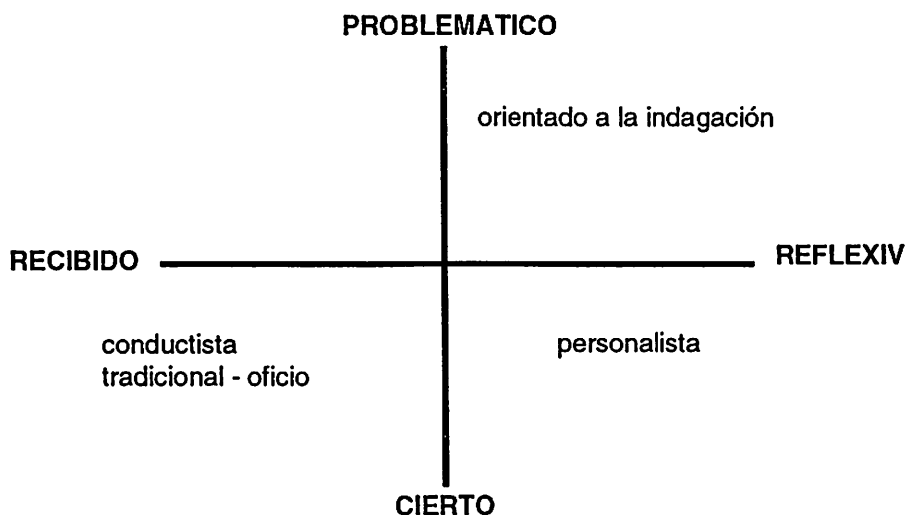 PROBLEMATICO
orientado a la indagación
RECIBIDO
REFLEXIV
conductista
tradicional - oficio
personalista
CIERTO